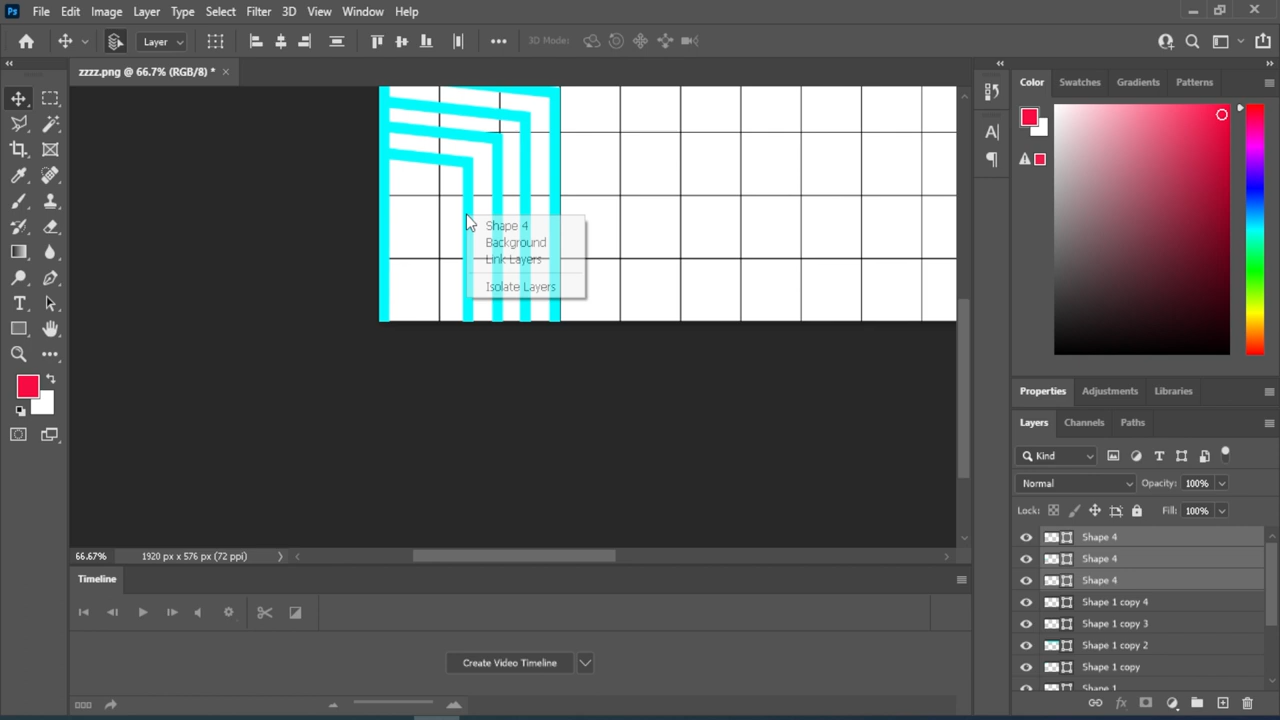 Ps File Edit Image Layer Type Select Filter 3D View Window Help
Layer 3D Mode:
zzzz.png @ 66.7% (RGB/8) *
Color Swatches Gradients Patterns
A
Shape 4
Background
Link Layers
Isolate Layers
T
Properties Adjustments Libraries
Layers Channels Paths
Kind T
Normal Opacity: 100%
Lock: Fill: 100%
Shape 4
Shape 4
Shape 4
Shape 1 copy 4
Shape 1 copy 3
Shape 1 copy 2
Shape 1 copy
Shape 1
fx
66.67% 1920 px x 576 px (72 ppi)
Timeline
Create Video Timeline